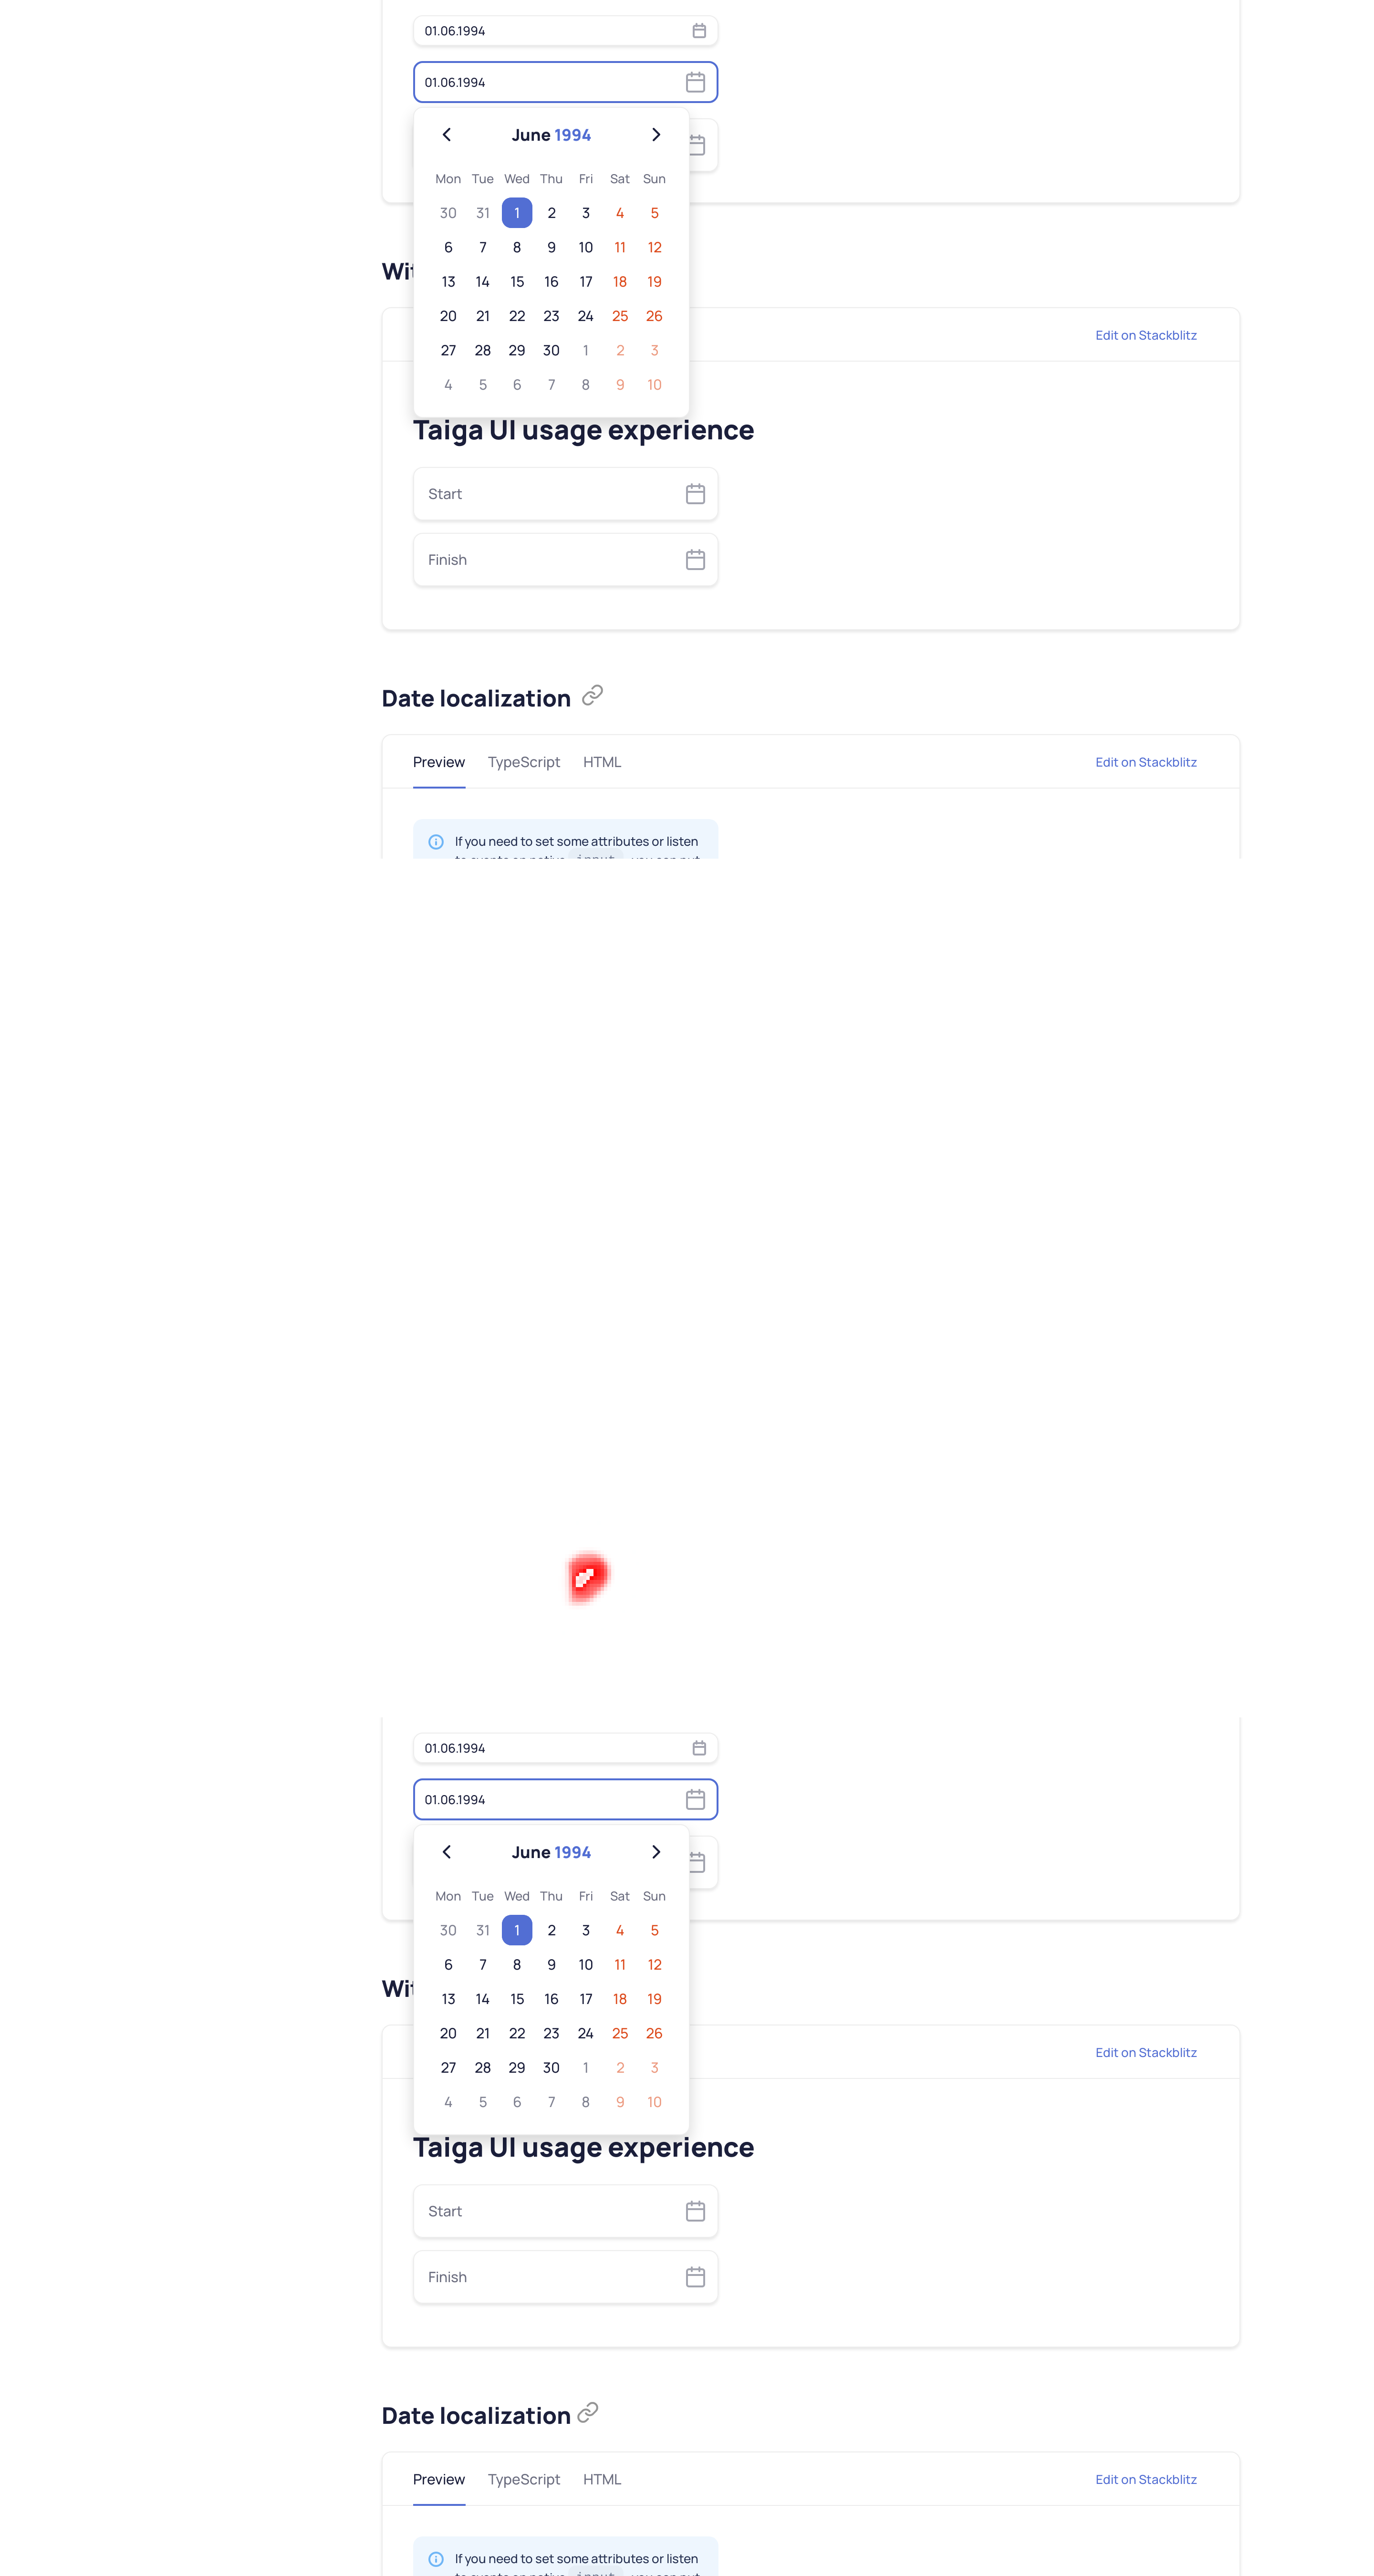 01.06.1994
01.06.1994
June 1994
Mon Tue Wed Thu Fri Sat Sun
30 31 1 2 3 4 5
6 7 8 9 10 11 12
13 14 15 16 17 18 19
20 21 22 23 24 25 26
27 28 29 30 1 2 3
4 5 6 7 8 9 10
Edit on Stackblitz
Taiga UI usage experience
Start
Finish
Date localization
Preview TypeScript HTML Edit on Stackblitz
If you need to set some attributes or listen
01.06.1994
01.06.1994
June 1994
Mon Tue Wed Thu Fri Sat Sun
30 31 1 2 3 4 5
6 7 8 9 10 11 12
13 14 15 16 17 18 19
20 21 22 23 24 25 26
27 28 29 30 1 2 3
4 5 6 7 8 9 10
Edit on Stackblitz
Taiga UI usage experience
Start
Finish
Date localization
Preview TypeScript HTML Edit on Stackblitz
If you need to set some attributes or listen